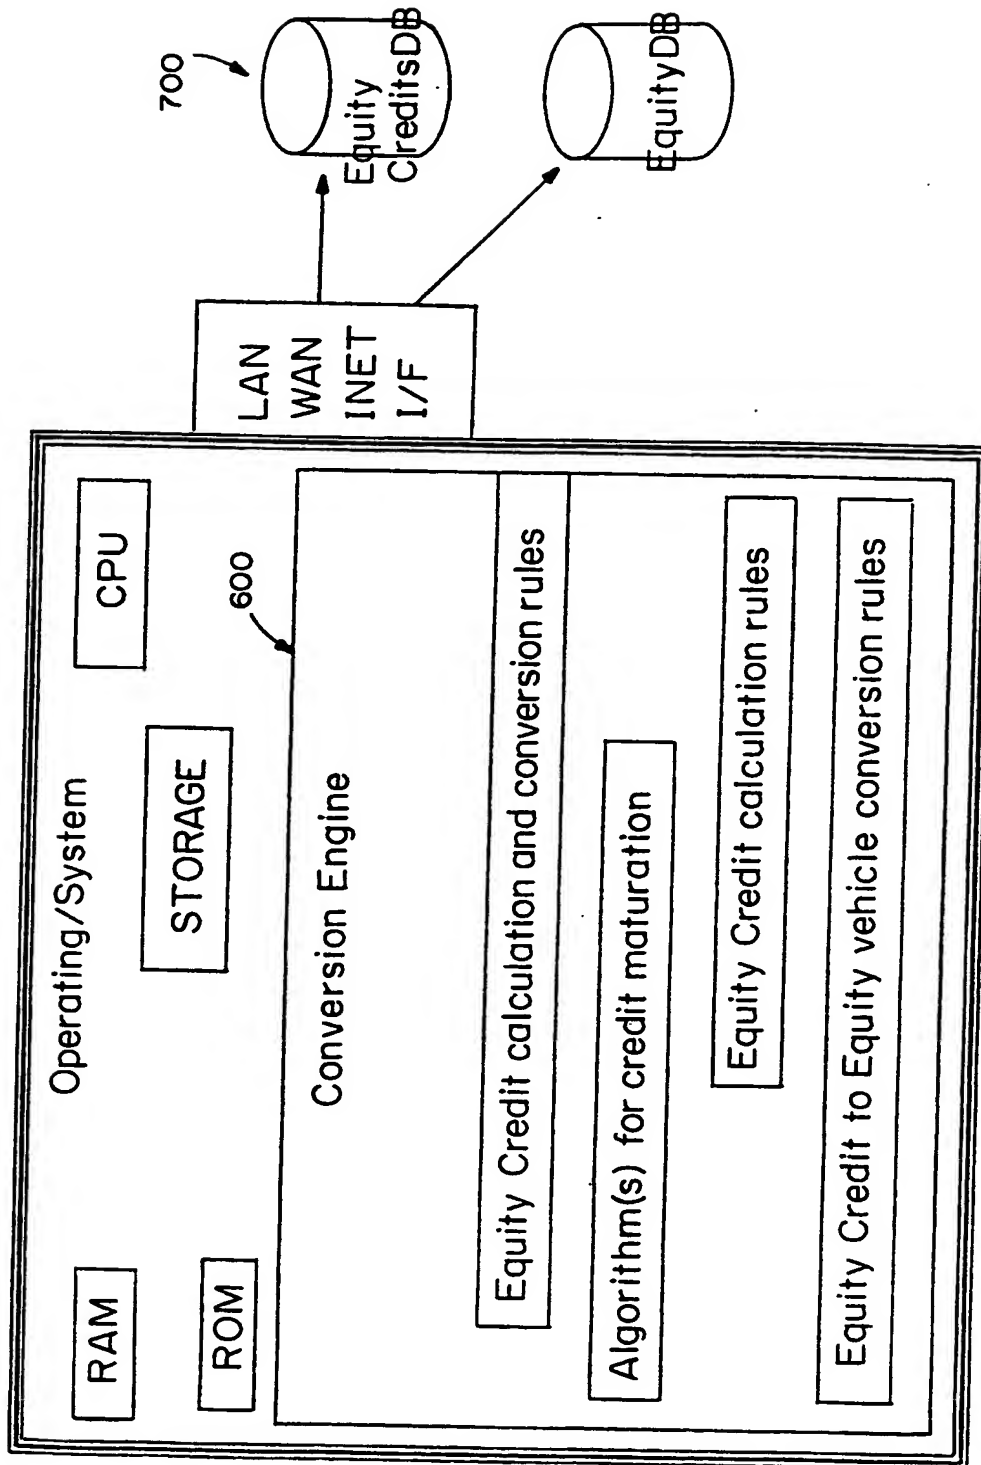 Operating/System
RAM
CPU
STORAGE
ROM
600
Conversion Engine
Equity Credit calculation and conversion rules
Algorithm(s) for credit maturation
Equity Credit calculation rules
Equity Credit to Equity vehicle conversion rules
LAN
WAN
INET
I/F
700
Equity
CreditsDB
EquityDB